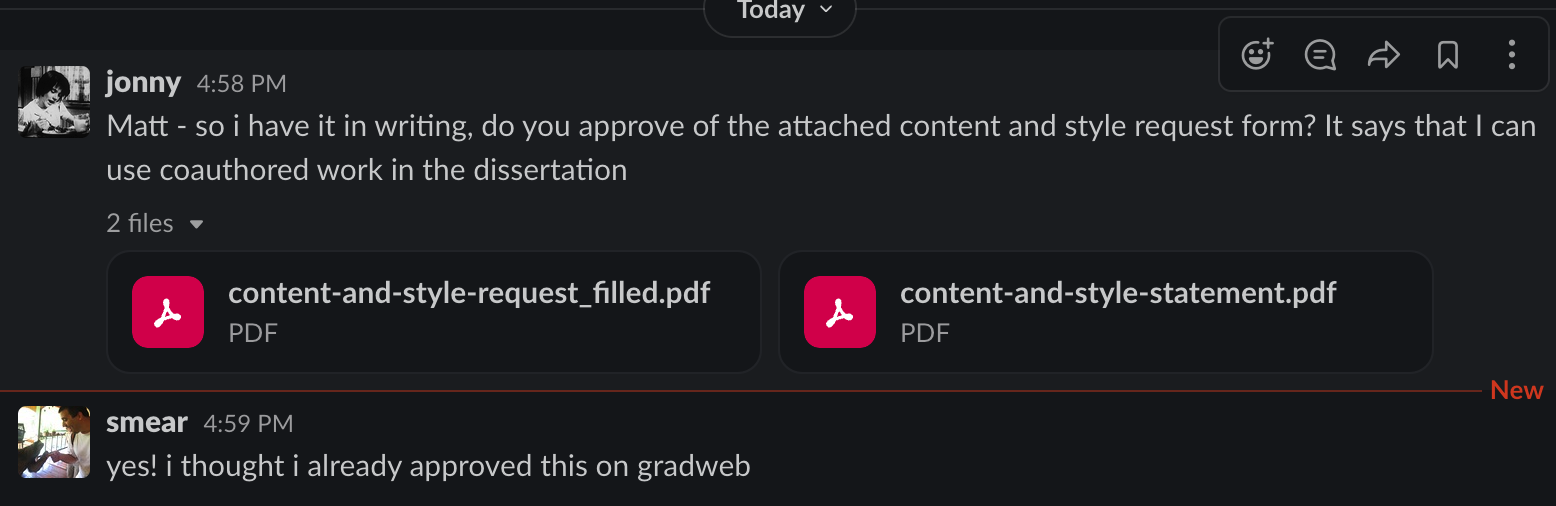 Today
jonny 4:58 PM
Matt - so i have it in writing, do you approve of the attached content and style request form? It says that I can
use coauthored work in the dissertation
2 files
content-and-style-request_filled.pdf
PDF
content-and-style-statement.pdf
PDF
New
smear 4:59 PM
yes! i thought i already approved this on gradweb